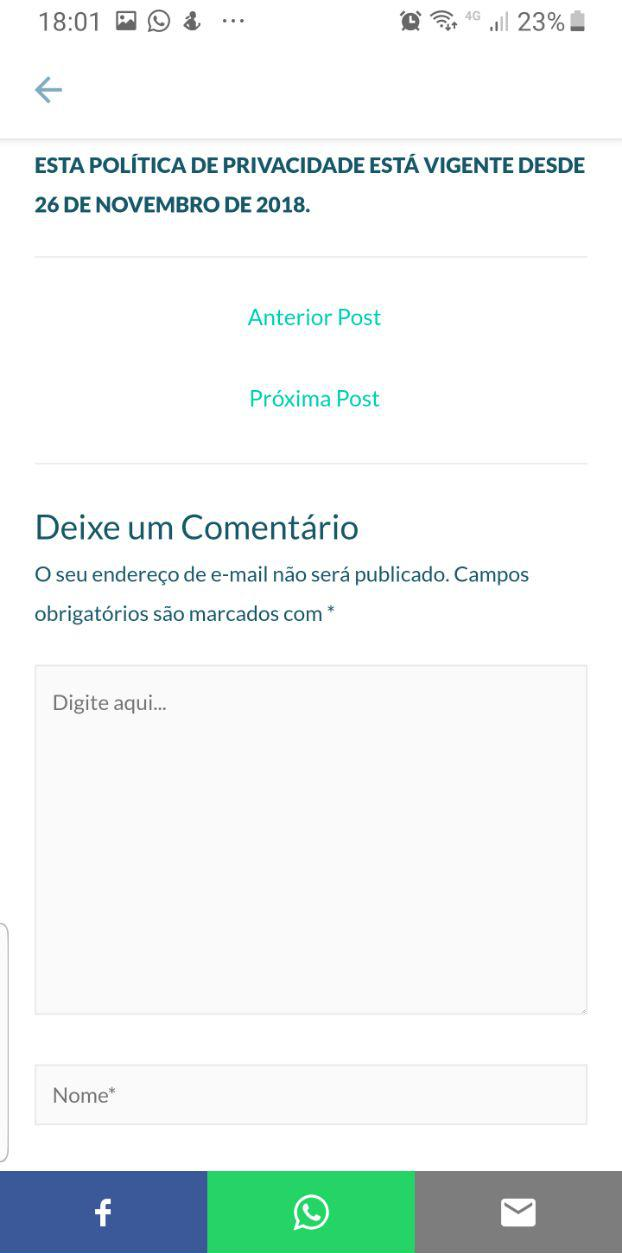 18:01 4G 23%
ESTA POLÍTICA DE PRIVACIDADE ESTÁ VIGENTE DESDE
26 DE NOVEMBRO DE 2018.
Anterior Post
Próxima Post
Deixe um Comentário
O seu endereço de e-mail não será publicado. Campos
obrigatórios são marcados com *
Digite aqui...
Nome*